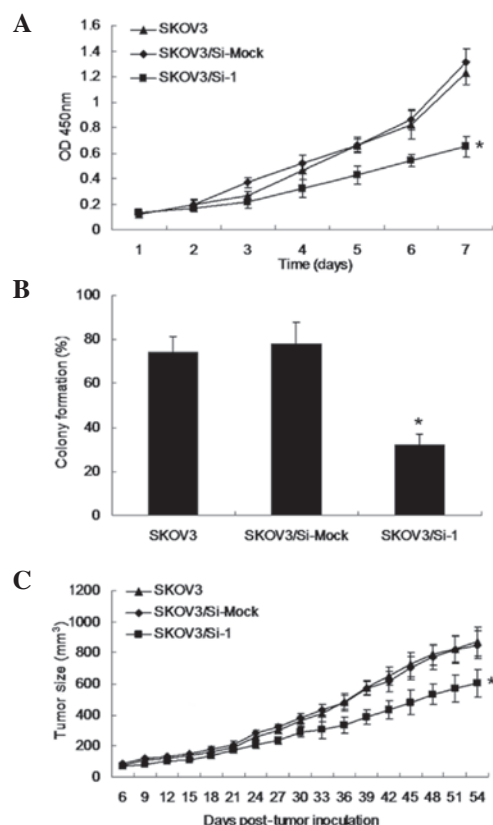 A
SKOV3
SKOV3/Si-Mock
SKOV3/Si-1
1.6
1.4
1.2
1
0.8
0.6
0.4
0.2
0
OD 450nm
*
1 2 3 4 5 6 7
Time (days)
B
100
80
60
40
20
0
Colony formation (%)
*
SKOV3 SKOV3/Si-Mock SKOV3/Si-1
C
SKOV3
SKOV3/Si-Mock
SKOV3/Si-1
1200
1000
800
600
400
200
0
Tumor size (mm³)
*
6 9 12 15 18 21 24 27 30 33 36 39 42 45 48 51 54
Days post-tumor inoculation